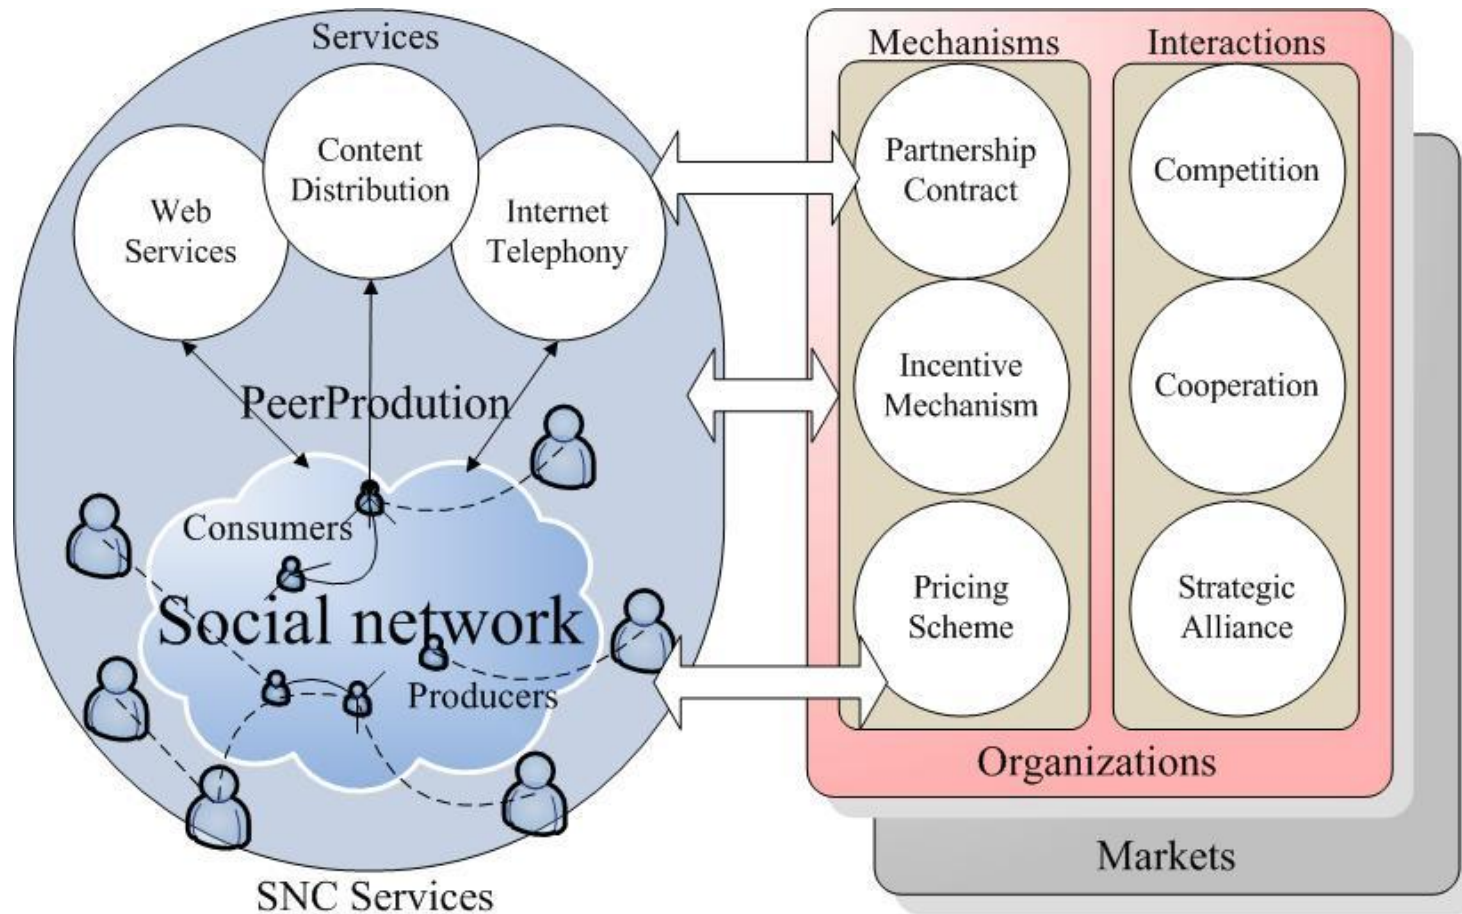 Services
Content
Distribution
Web
Services
Internet
Telephony
PeerProdution
Consumers
Social network
Producers
SNC Services
Mechanisms
Partnership
Contract
Incentive
Mechanism
Pricing
Scheme
Interactions
Competition
Cooperation
Strategic
Alliance
Organizations
Markets